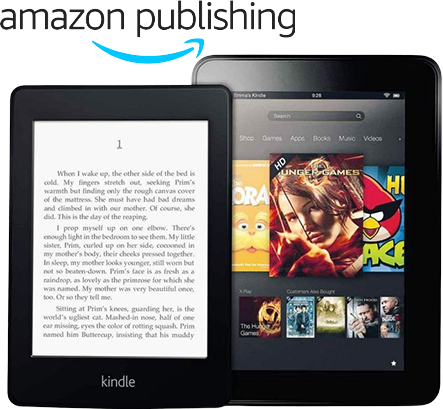 amazon publishing
1
When I wake up, the other side of the bed is
cold. My fingers stretch out, seeking Prim's
warmth but finding only the rough canvas cover
of the mattress. She must have had bad dreams
and climbed in with our mother. Of course, she
did. This is the day of the reaping.
I prop myself up on one elbow. There's
enough light in the bedroom to see them. My little
sister, Prim, curled up on her side, cocooned in
my mother's body, their cheeks pressed together.
In sleep, my mother looks younger, still worn but
not so beaten-down. Prim's face is as fresh as a
raindrop, as lovely as the primrose for which she
was named. My mother was very beautiful once,
too. Or so they tell me.
Sitting at Prim's knees, guarding her, is the
world's ugliest cat. Mashed-in nose, half of one
ear missing, eyes the color of rotting squash. Prim
named him Buttercup, insisting that his muddy
kindle
Emma's Kindle
9:28
Search
Shop Games Apps Books Music Videos
HD
HUNGER GAMES
X-Play
Customers Also Bought
The Hunger
Games